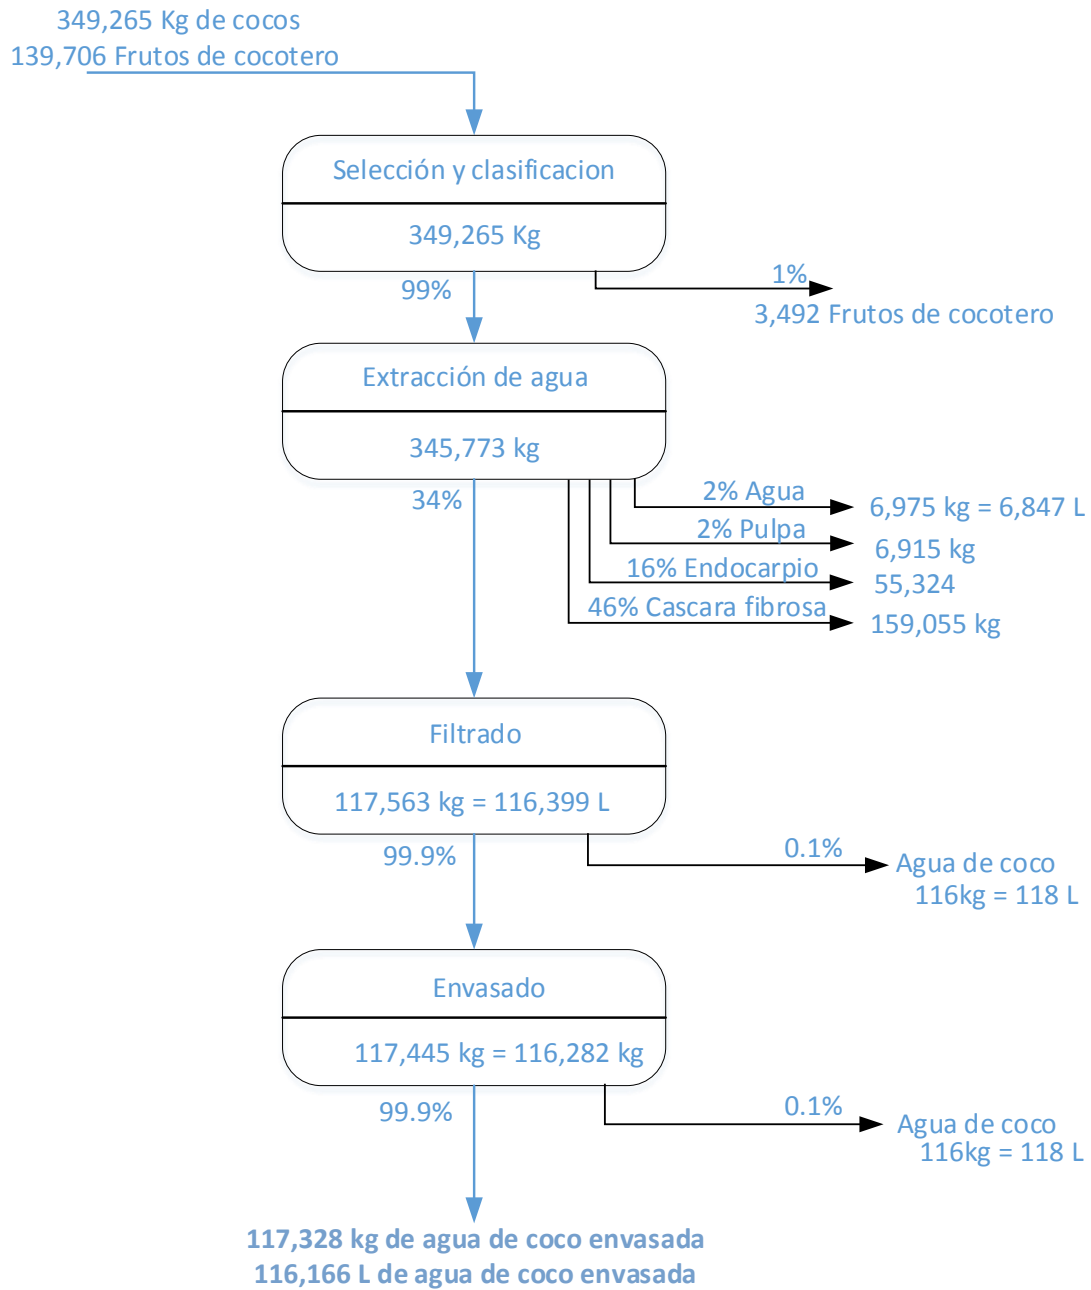 349,265 Kg de cocos
139,706 Frutos de cocotero
Selección y clasificacion
349,265 Kg
99%
1%
3,492 Frutos de cocotero
Extracción de agua
345,773 kg
34%
2% Agua
6,975 kg = 6,847 L
2% Pulpa
6,915 kg
16% Endocarpio
55,324
46% Cascara fibrosa
159,055 kg
Filtrado
117,563 kg = 116,399 L
99.9%
0.1%
Agua de coco
116kg = 118 L
Envasado
117,445 kg = 116,282 kg
99.9%
0.1%
Agua de coco
116kg = 118 L
117,328 kg de agua de coco envasada
116,166 L de agua de coco envasada